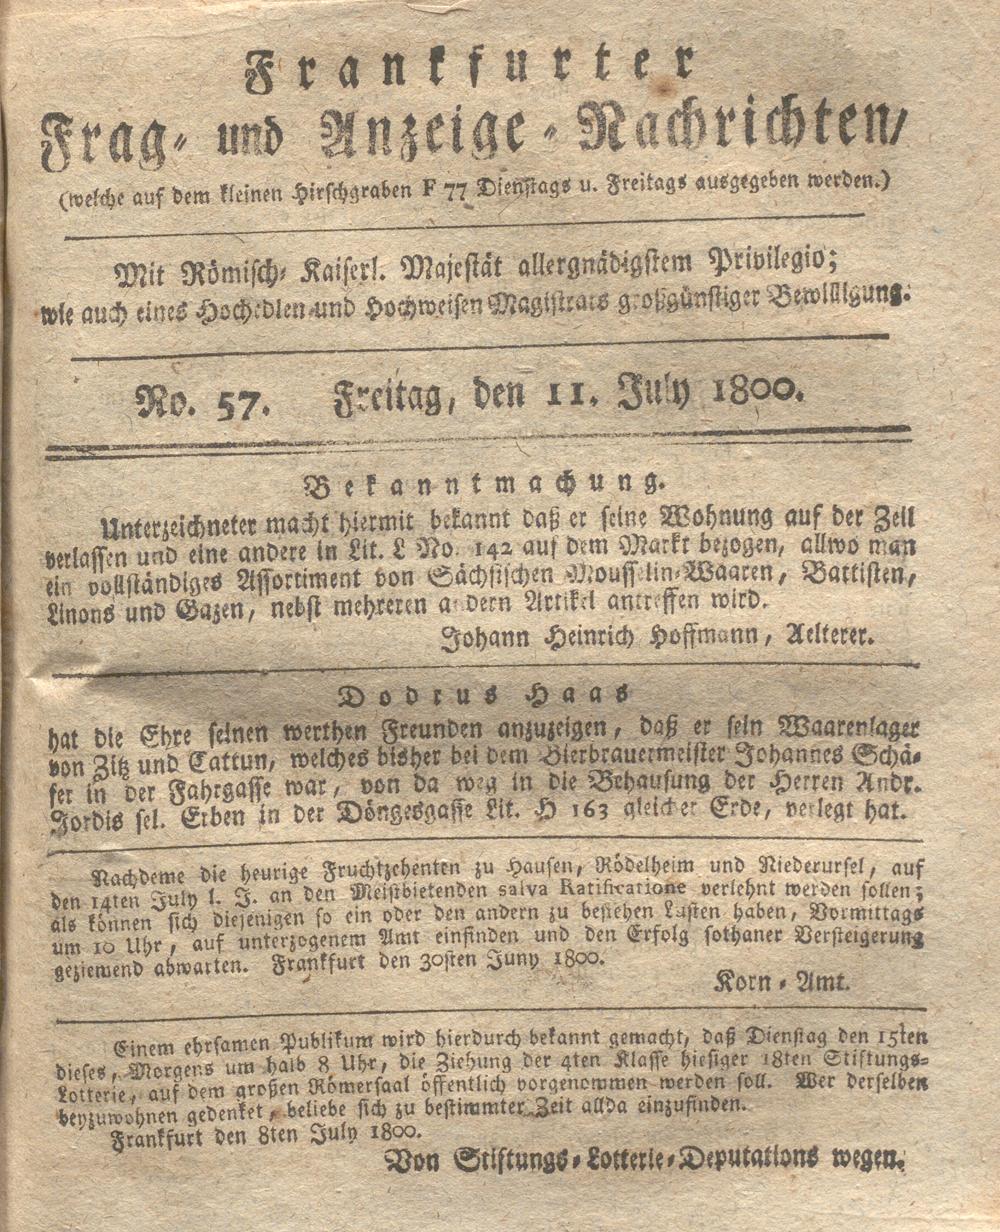 Frankfurter
Frag- und Anzeige-Nachrichten/
(welche auf dem kleinen Hirschgraben F 77 Dienstags u. Freitags ausgegeben werden.)
Mit Römisch-Kaiserl. Majestät allergnädigstem Privilegio;
wie auch eines Hochedlen und Hochweisen Magistrats großgünstiger Bewilligung.
No. 57. Freitag, den 11. July 1800.
Bekanntmachung.
Unterzeichneter macht hiermit bekannt daß er seine Wohnung auf der Zeil
verlassen und eine andere in Lit. L No. 142 auf dem Markt bezogen, allwo man
ein vollständiges Assortiment von Sächsischen Mousselin-Waaren, Battisten,
Linons und Gazen, nebst mehreren andern Artikel antreffen wird.
Johann Heinrich Hoffmann, Aelterer.
Dodrus Haas
hat die Ehre seinen werthen Freunden anzuzeigen, daß er sein Waarenlager
von Zitz und Cattun, welches bisher bei dem Bierbrauermeister Johannes Schä-
fer in der Fahrgasse war, von da weg in die Behausung der Herren Andr.
Jordis sel. Erben in der Döngesgasse Lit. H 163 gleicher Erde, verlegt hat.
Nachdeme die heurige Fruchtzehenten zu Hausen, Rödelheim und Niederursel, auf
den 14ten July l. J. an den Meistbietenden salva Ratificatione verlehnt werden sollen;
als können sich diejenigen so ein oder den andern zu bestehen Lusten haben, Vormittags
um 10 Uhr, auf unterzogenem Amt einfinden und den Erfolg sothaner Versteigerung
geziemend abwarten. Frankfurt den 30sten Juny 1800.
Korn-Amt.
Einem ehrsamen Publikum wird hierdurch bekannt gemacht, daß Dienstag den 15ten
dieses, Morgens um halb 8 Uhr, die Ziehung der 4ten Klasse hiesiger 18ten Stiftungs-
Lotterie, auf dem großen Römersaal öffentlich vorgenommen werden soll. Wer derselben
beyzuwohnen gedenket, beliebe sich zu bestimmter Zeit allda einzufinden.
Frankfurt den 8ten July 1800.
Von Stiftungs-Lotterie-Deputations wegen.